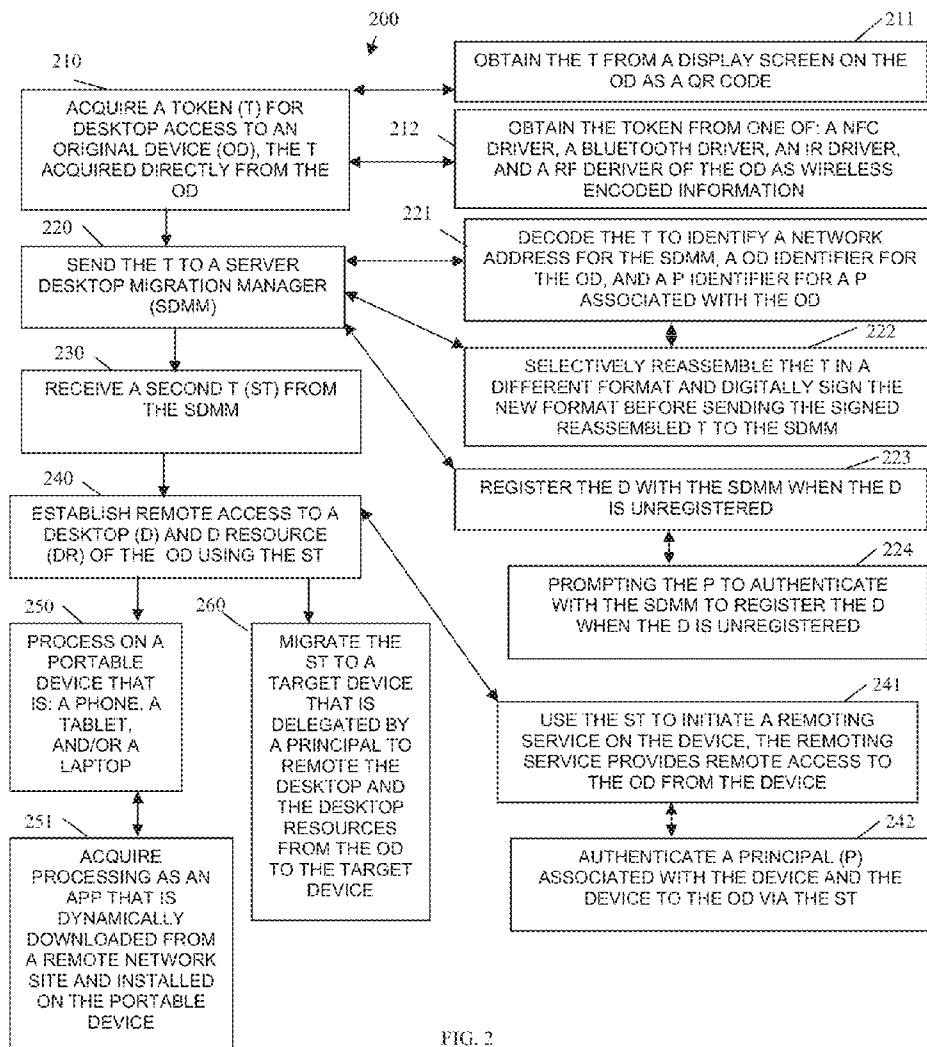 200
210
ACQUIRE A TOKEN (T) FOR
DESKTOP ACCESS TO AN
ORIGINAL DEVICE (OD), THE T
ACQUIRED DIRECTLY FROM THE
OD
211
OBTAIN THE T FROM A DISPLAY SCREEN ON THE
OD AS A QR CODE
212
OBTAIN THE TOKEN FROM ONE OF: A NFC
DRIVER, A BLUETOOTH DRIVER, AN IR DRIVER,
AND A RF DERIVER OF THE OD AS WIRELESS
ENCODED INFORMATION
220
SEND THE T TO A SERVER
DESKTOP MIGRATION MANAGER
(SDMM)
221
DECODE THE T TO IDENTIFY A NETWORK
ADDRESS FOR THE SDMM, A OD IDENTIFIER FOR
THE OD, AND A P IDENTIFIER FOR A P
ASSOCIATED WITH THE OD
222
SELECTIVELY REASSEMBLE THE T IN A
DIFFERENT FORMAT AND DIGITALLY SIGN THE
NEW FORMAT BEFORE SENDING THE SIGNED
REASSEMBLED T TO THE SDMM
230
RECEIVE A SECOND T (ST) FROM
THE SDMM
223
REGISTER THE D WITH THE SDMM WHEN THE D
IS UNREGISTERED
224
PROMPTING THE P TO AUTHENTICATE
WITH THE SDMM TO REGISTER THE D
WHEN THE D IS UNREGISTERED
240
ESTABLISH REMOTE ACCESS TO A
DESKTOP (D) AND D RESOURCE
(DR) OF THE OD USING THE ST
241
USE THE ST TO INITIATE A REMOTING
SERVICE ON THE DEVICE, THE REMOTING
SERVICE PROVIDES REMOTE ACCESS TO
THE OD FROM THE DEVICE
242
AUTHENTICATE A PRINCIPAL (P)
ASSOCIATED WITH THE DEVICE AND THE
DEVICE TO THE OD VIA THE ST
250
PROCESS ON A
PORTABLE
DEVICE THAT
IS: A PHONE, A
TABLET,
AND/OR A
LAPTOP
251
ACQUIRE
PROCESSING AS AN
APP THAT IS
DYNAMICALLY
DOWNLOADED FROM
A REMOTE NETWORK
SITE AND INSTALLED
ON THE PORTABLE
DEVICE
260
MIGRATE THE
ST TO A
TARGET DEVICE
THAT IS
DELEGATED BY
A PRINCIPAL TO
REMOTE THE
DESKTOP AND
THE DESKTOP
RESOURCES
FROM THE OD
TO THE TARGET
DEVICE
FIG. 2